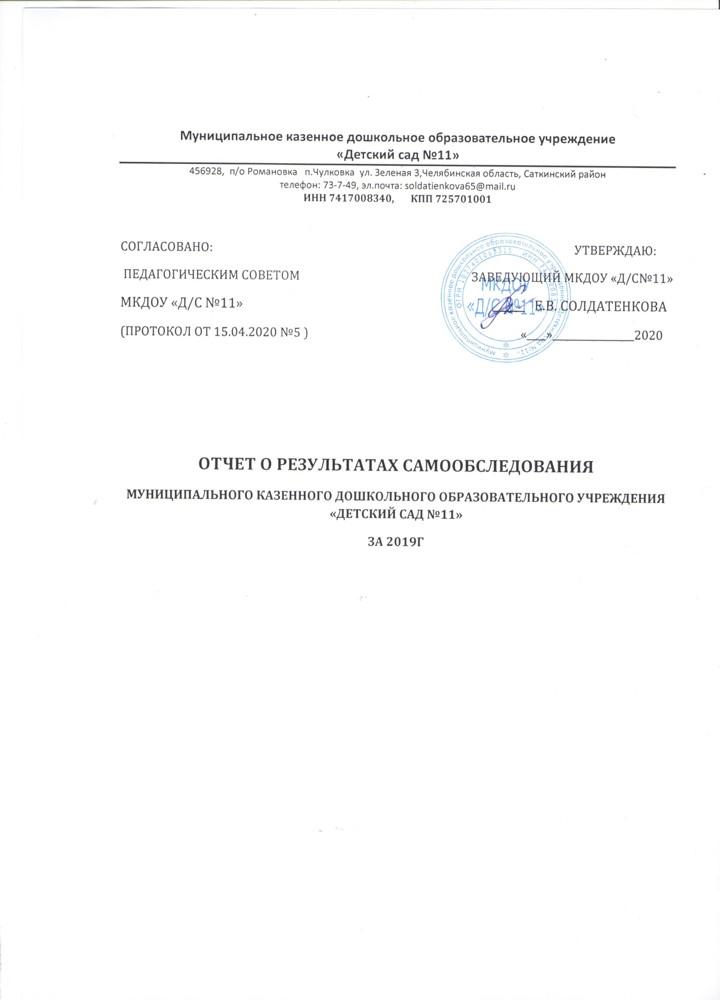 Муниципальное казенное дошкольное образовательное учреждение
«Детский сад №11»
456928, п/о Романовка п.Чулковка ул. Зеленая 3,Челябинская область, Саткинский район
телефон: 73-7-49, эл.почта: soldatienkova65@mail.ru
ИНН 7417008340, КПП 725701001
СОГЛАСОВАНО:
ПЕДАГОГИЧЕСКИМ СОВЕТОМ
МКДОУ «Д/С №11»
(ПРОТОКОЛ ОТ 15.04.2020 №5 )
УТВЕРЖДАЮ:
ЗАВЕДУЮЩИЙ МКДОУ «Д/С№11»
Е.В. СОЛДАТЕНКОВА
«___»____________2020
Муниципальное казенное дошкольное образовательное учреждение "Детский сад №11"
ОГРН 1027401063315 ИНН
МКДОУ
«Д/С №11»
ОТЧЕТ О РЕЗУЛЬТАТАХ САМООБСЛЕДОВАНИЯ
МУНИЦИПАЛЬНОГО КАЗЕННОГО ДОШКОЛЬНОГО ОБРАЗОВАТЕЛЬНОГО УЧРЕЖДЕНИЯ
«ДЕТСКИЙ САД №11»
ЗА 2019Г